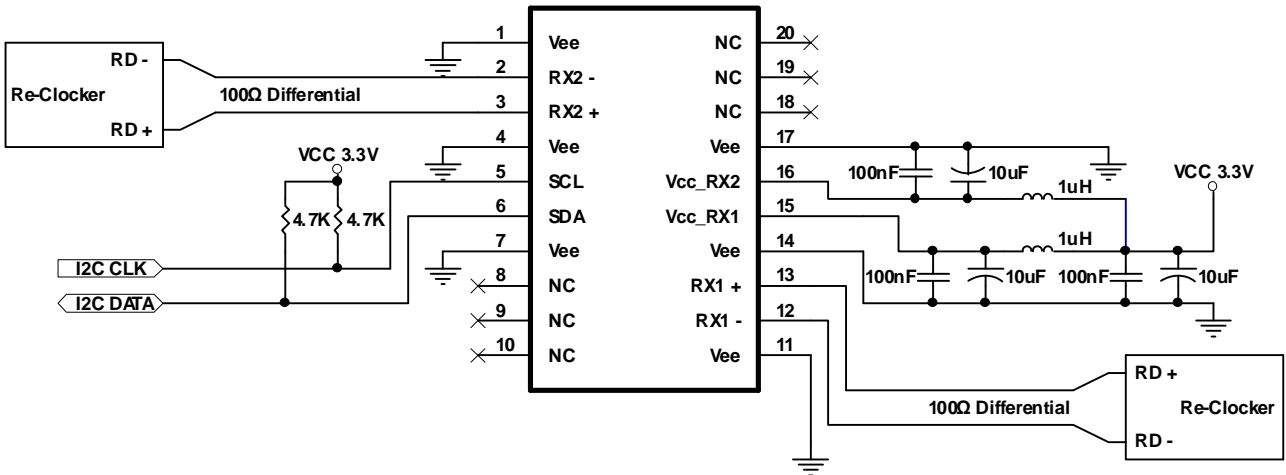 1 Vee NC 20
RD - 2 RX2 - NC 19
Re-Clocker 100Ω Differential
RD + 3 RX2 + NC 18
4 Vee Vee 17
VCC 3.3V 100nF 10uF VCC 3.3V
5 SCL Vcc_RX2 16 1uH
4.7K 4.7K 6 SDA Vcc_RX1 15
7 Vee Vee 14 1uH
I2C CLK 100nF 10uF 100nF 10uF
8 NC RX1 + 13
I2C DATA
9 NC RX1 - 12
10 NC Vee 11
RD +
100Ω Differential Re-Clocker
RD -